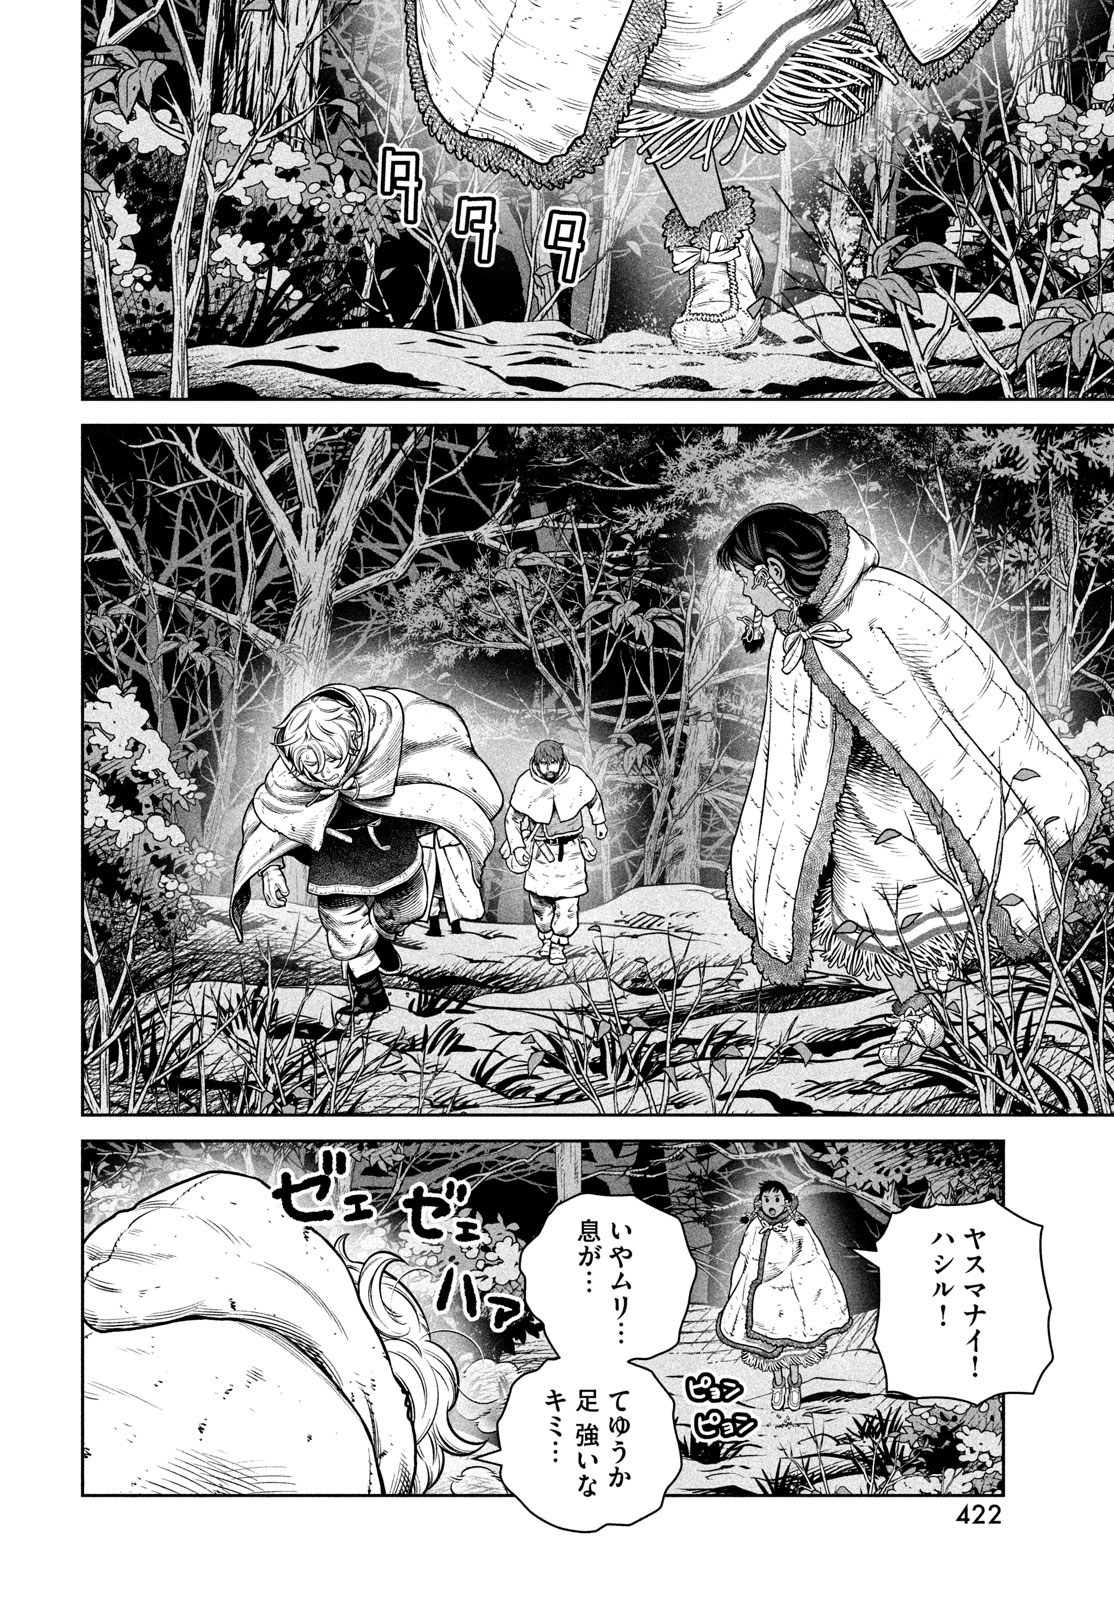 タ
タ
タ
ヤスマナイ！
ハシル！
ピョン
ピョン
いやムリ…
息が…
てゆうか
足強いな
キミ…
ゼェ
ゼェ
ハァ
422